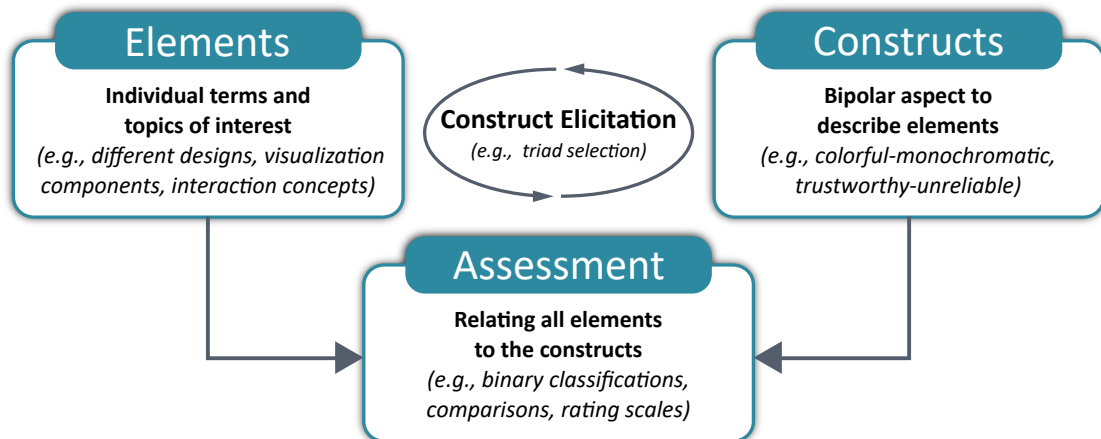 Elements
Individual terms and
topics of interest
(e.g., different designs, visualization
components, interaction concepts)
Construct Elicitation
(e.g., triad selection)
Constructs
Bipolar aspect to
describe elements
(e.g., colorful-monochromatic,
trustworthy-unreliable)
Assessment
Relating all elements
to the constructs
(e.g., binary classifications,
comparisons, rating scales)